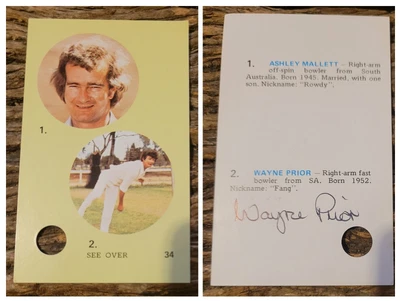 1.
2.
SEE OVER 34
1. ASHLEY MALLETT – Right-arm
off-spin bowler from South
Australia. Born 1945. Married, with one
son. Nickname: "Rowdy".
2. WAYNE PRIOR – Right-arm fast
bowler from SA. Born 1952.
Nickname: "Fang".
Wayne Prior